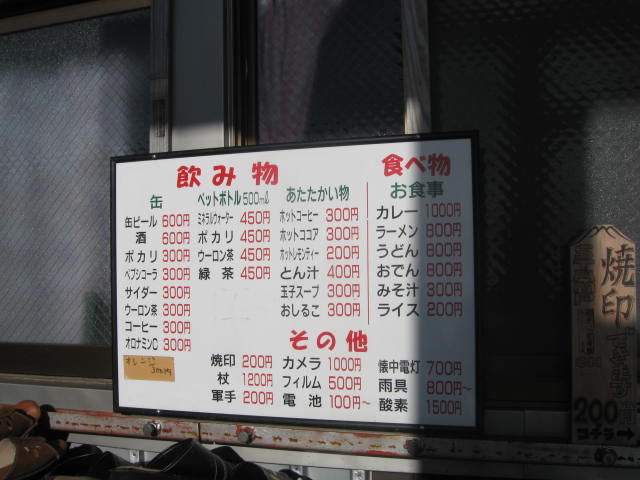 飲み物
缶
缶ビール 600円
酒 600円
ポカリ 300円
ペプシコーラ 300円
サイダー 300円
ウーロン茶 300円
コーヒー 300円
オロナミンC 300円
オレンジ 300円
ペットボトル 500mℓ
ミネラルウォーター 450円
ポカリ 450円
ウーロン茶 450円
緑茶 450円
あたたかい物
ホットコーヒー 300円
ホットココア 300円
ホットレモンティー 200円
とん汁 400円
玉子スープ 300円
おしるこ 300円
食べ物
お食事
カレー 1000円
ラーメン 800円
うどん 800円
おでん 800円
みそ汁 300円
ライス 200円
その他
焼印 200円
杖 1200円
軍手 200円
カメラ 1000円
フィルム 500円
電池 100円~
懐中電灯 700円
雨具 800円~
酸素 1500円
焼印
200
コチラ→